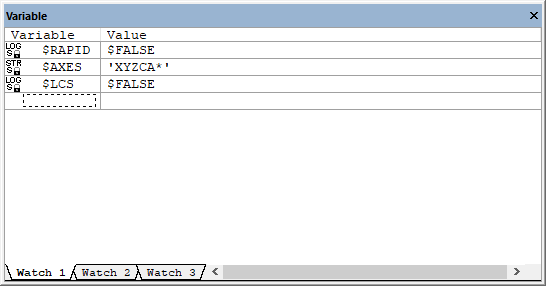 Variable
Variable Value
LOG S $RAPID $FALSE
STR S $AXES 'XYZCA*'
LOG S $LCS $FALSE
Watch 1 Watch 2 Watch 3